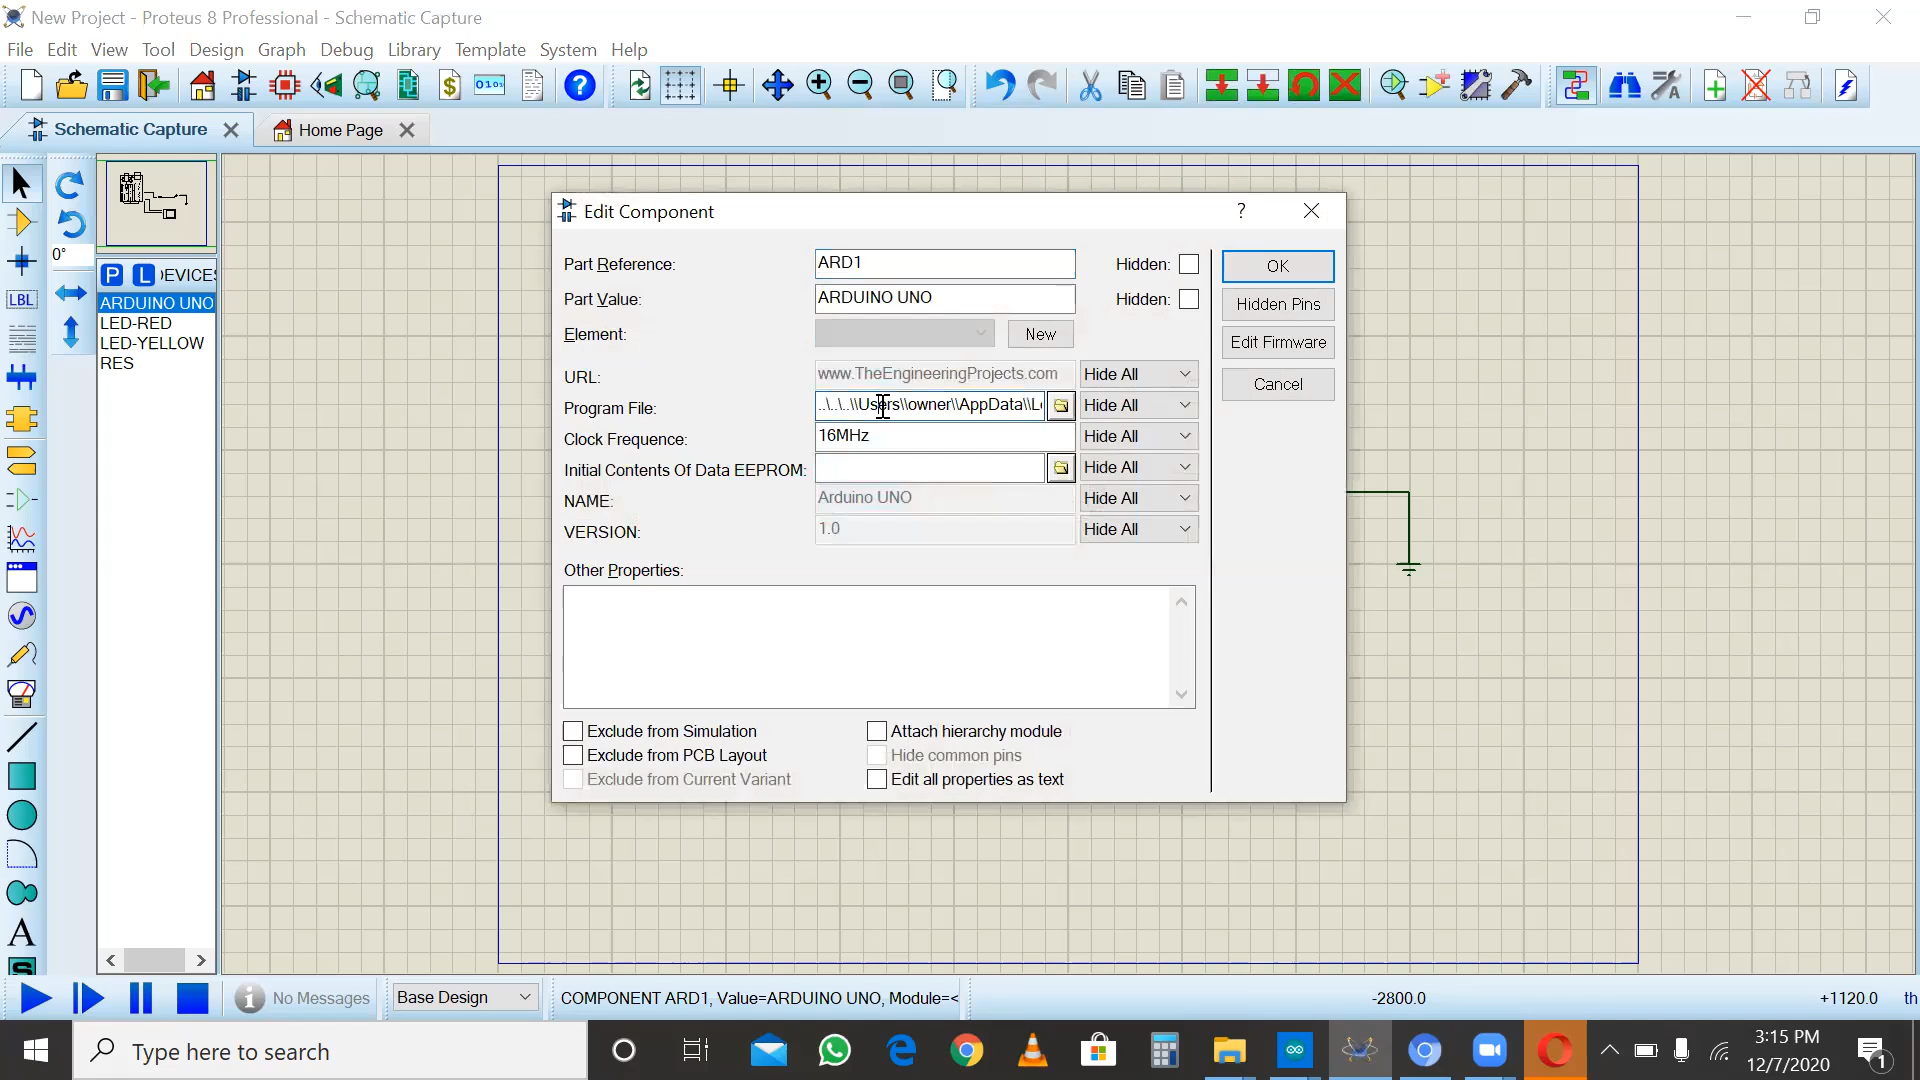 New Project - Proteus 8 Professional - Schematic Capture
File Edit View Tool Design Graph Debug Library Template System Help
$ 0101 ?
Schematic Capture Home Page
0°
P L DEVICES
ARDUINO UNO
LED-RED
LED-YELLOW
RES
LBL
A
S
Edit Component ?
Part Reference: ARD1 Hidden:
Part Value: ARDUINO UNO Hidden:
Element: New
URL: www.TheEngineeringProjects.com Hide All
Program File: ..\..\..\\Users\\owner\\AppData\\L Hide All
Clock Frequence: 16MHz Hide All
Initial Contents Of Data EEPROM: Hide All
NAME: Arduino UNO Hide All
VERSION: 1.0 Hide All
Other Properties:
Exclude from Simulation Attach hierarchy module
Exclude from PCB Layout Hide common pins
Exclude from Current Variant Edit all properties as text
OK
Hidden Pins
Edit Firmware
Cancel
No Messages Base Design COMPONENT ARD1, Value=ARDUINO UNO, Module=< -2800.0 +1120.0 th
Type here to search
3:15 PM
12/7/2020
1